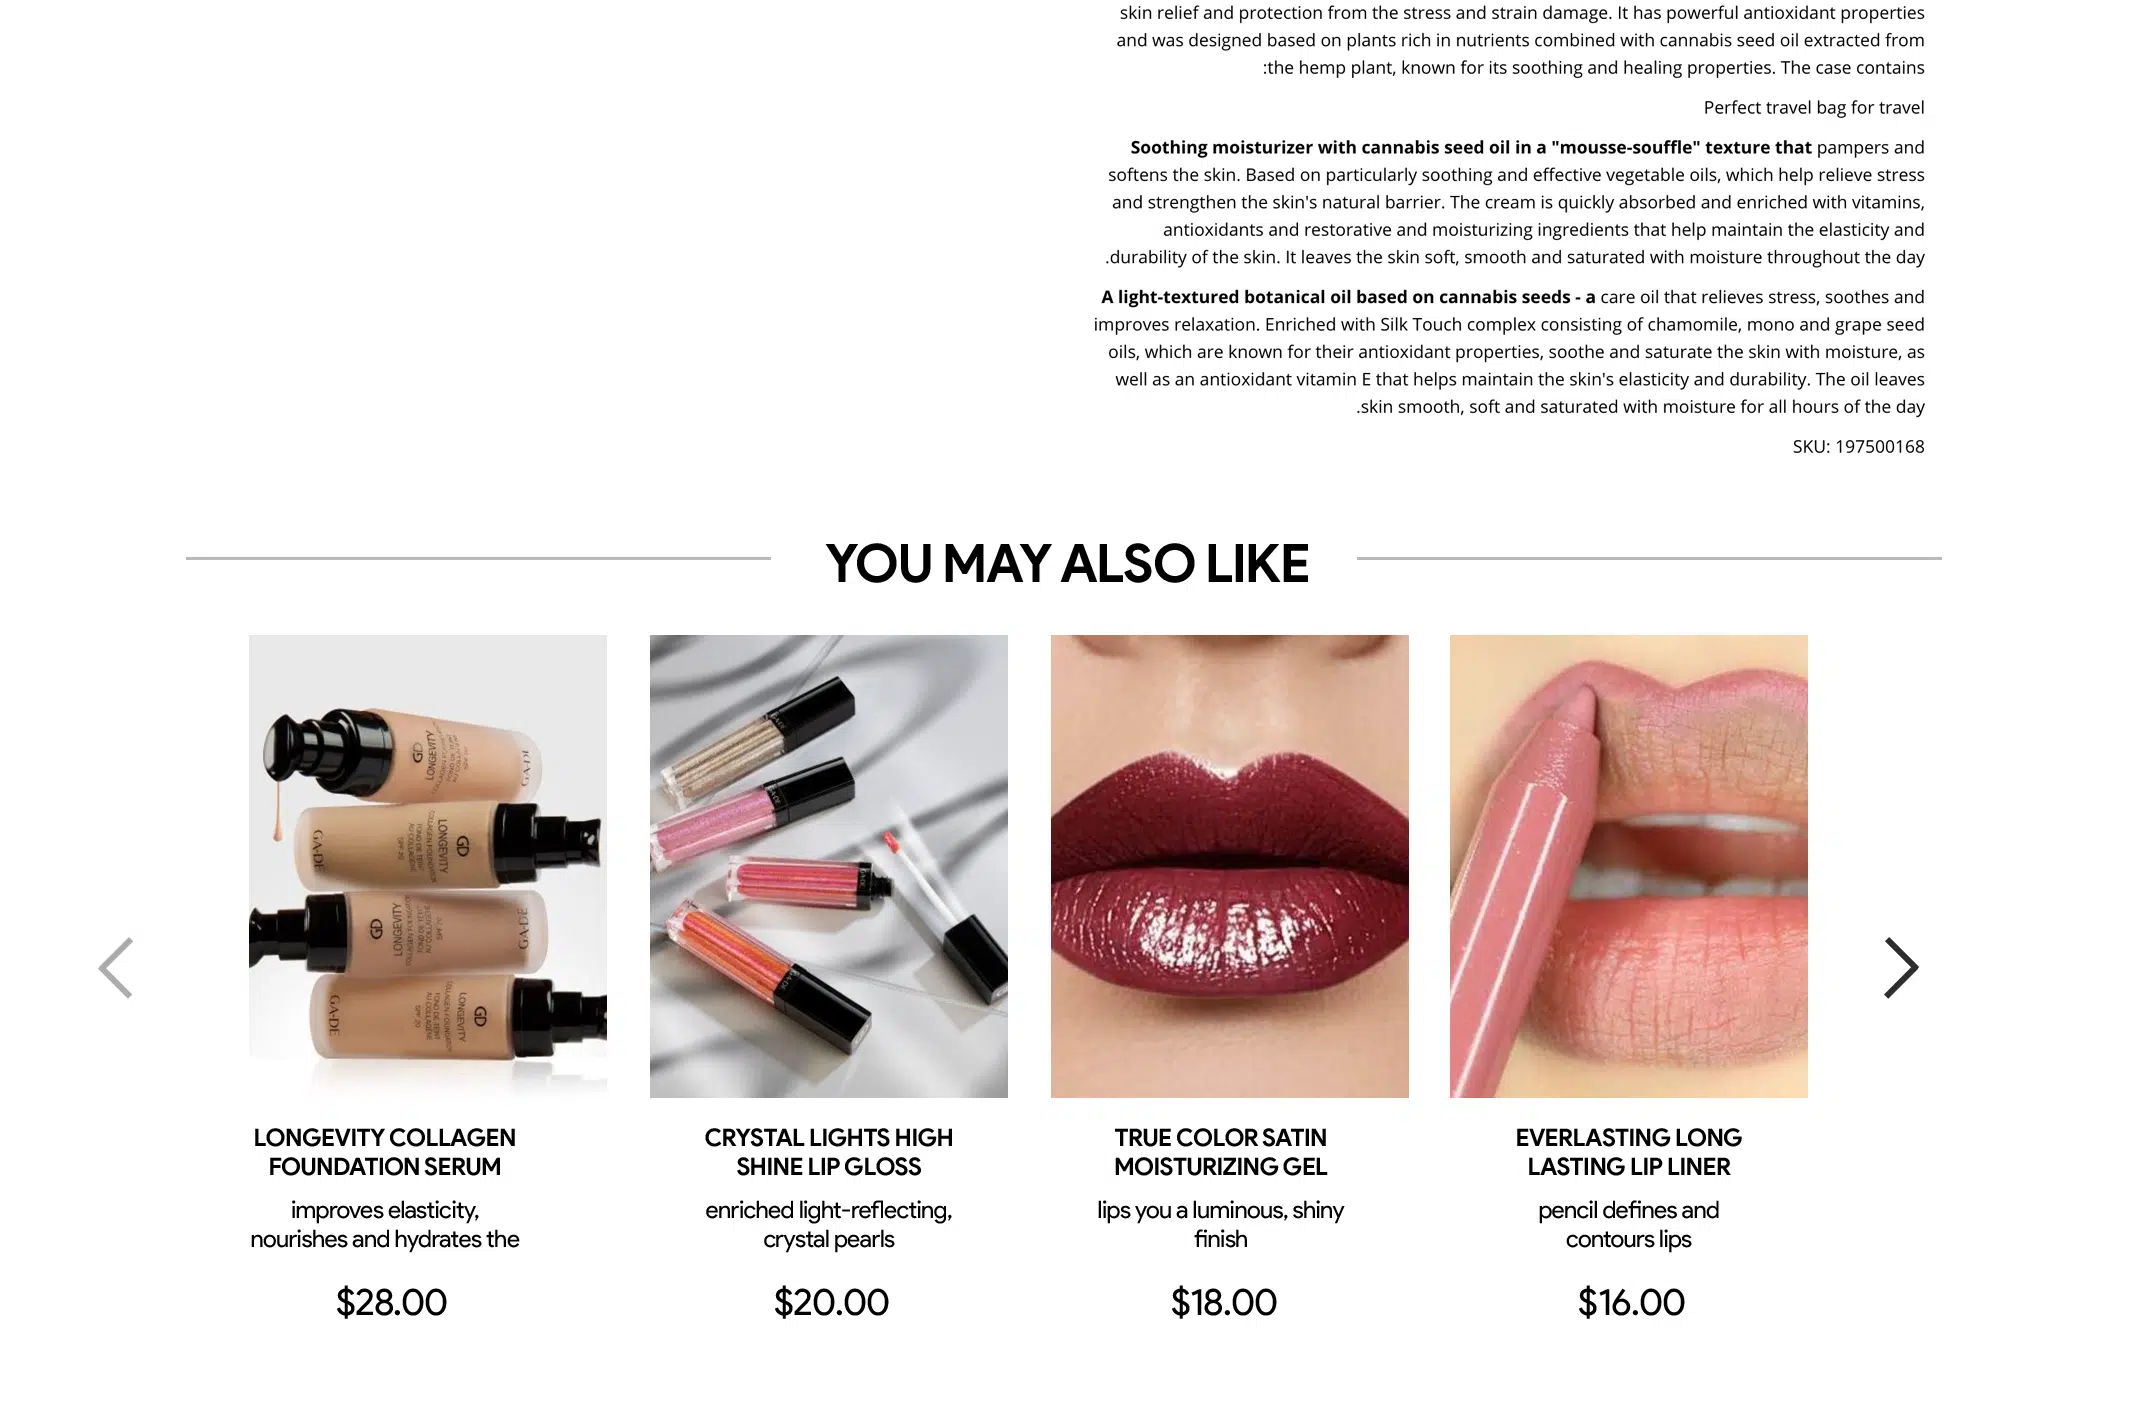 skin relief and protection from the stress and strain damage. It has powerful antioxidant properties
and was designed based on plants rich in nutrients combined with cannabis seed oil extracted from
:the hemp plant, known for its soothing and healing properties. The case contains
Perfect travel bag for travel
Soothing moisturizer with cannabis seed oil in a "mousse-souffle" texture that pampers and
softens the skin. Based on particularly soothing and effective vegetable oils, which help relieve stress
and strengthen the skin's natural barrier. The cream is quickly absorbed and enriched with vitamins,
antioxidants and restorative and moisturizing ingredients that help maintain the elasticity and
.durability of the skin. It leaves the skin soft, smooth and saturated with moisture throughout the day
A light-textured botanical oil based on cannabis seeds - a care oil that relieves stress, soothes and
improves relaxation. Enriched with Silk Touch complex consisting of chamomile, mono and grape seed
oils, which are known for their antioxidant properties, soothe and saturate the skin with moisture, as
well as an antioxidant vitamin E that helps maintain the skin's elasticity and durability. The oil leaves
.skin smooth, soft and saturated with moisture for all hours of the day
SKU: 197500168
YOU MAY ALSO LIKE
GD
LONGEVITY
GA-DE
GA-DE
LONGEVITY
GD
GD
LONGEVITY
GA-DE
GA-DE
LONGEVITY
GD
LONGEVITY COLLAGEN
FOUNDATION SERUM
improves elasticity,
nourishes and hydrates the
$28.00
CRYSTAL LIGHTS HIGH
SHINE LIP GLOSS
enriched light-reflecting,
crystal pearls
$20.00
TRUE COLOR SATIN
MOISTURIZING GEL
lips you a luminous, shiny
finish
$18.00
EVERLASTING LONG
LASTING LIP LINER
pencil defines and
contours lips
$16.00